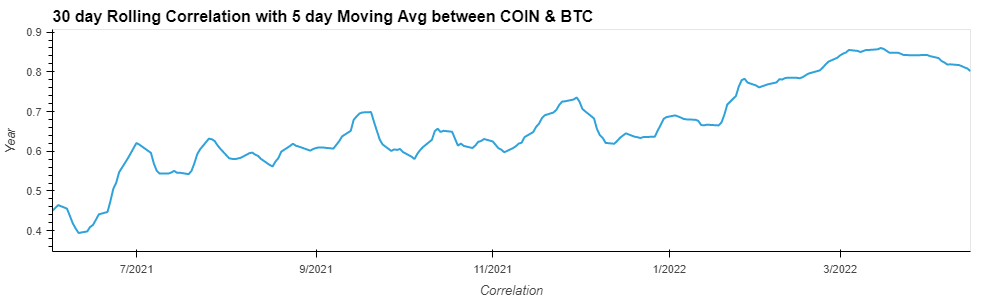 30 day Rolling Correlation with 5 day Moving Avg between COIN & BTC
0.9
0.8
0.7
0.6
0.5
0.4
Year
7/2021 9/2021 11/2021 1/2022 3/2022
Correlation